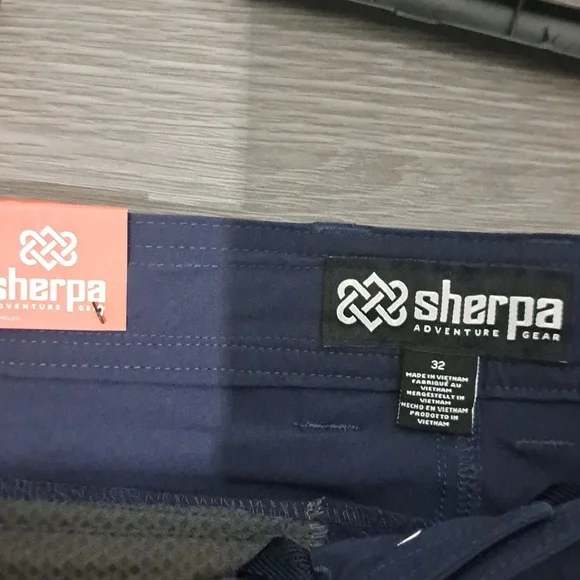 sherpa
ADVENTURE GEAR
sherpa
ADVENTURE GEAR
32
MADE IN VIETNAM
FABRIQUÉ AU
VIETNAM
HERGESTELLT IN
VIETNAM
HECHO EN VIETNAM
PRODOTTO IN
VIETNAM